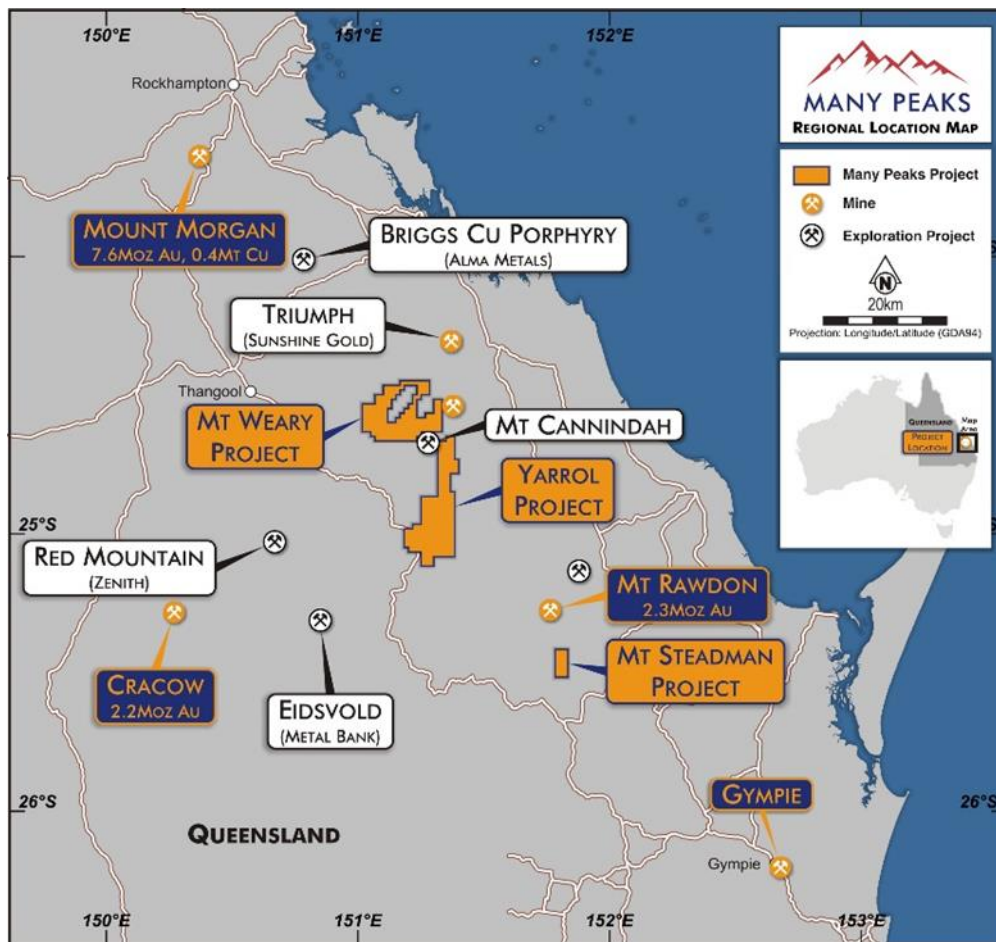 150°E
151°E
152°E
Rockhampton
MANY PEAKS
REGIONAL LOCATION MAP
Many Peaks Project
Mine
Exploration Project
N
20km
Projection: Longitude/Latitude (GDA94)
MOUNT MORGAN
7.6MOZ AU, 0.4MT CU
BRIGGS CU PORPHYRY
(ALMA METALS)
TRIUMPH
(SUNSHINE GOLD)
Thangool
MT WEARY
PROJECT
MT CANNINDAH
YARROL
PROJECT
QUEENSLAND
Map
Area
PROJECT
LOCATION
25°S
RED MOUNTAIN
(ZENITH)
MT RAWDON
2.3MOZ AU
CRACOW
2.2MOZ AU
EIDSVOLD
(METAL BANK)
MT STEADMAN
PROJECT
26°S
26°S
GYMPIE
QUEENSLAND
Gympie
150°E
151°E
152°E
153°E